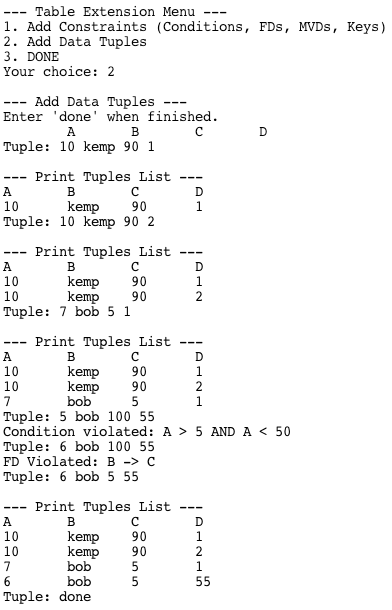 --- Table Extension Menu ---
1. Add Constraints (Conditions, FDs, MVDs, Keys)
2. Add Data Tuples
3. DONE
Your choice: 2
--- Add Data Tuples ---
Enter 'done' when finished.
A B C D
Tuple: 10 kemp 90 1
--- Print Tuples List ---
A B C D
10 kemp 90 1
Tuple: 10 kemp 90 2
--- Print Tuples List ---
A B C D
10 kemp 90 1
10 kemp 90 2
Tuple: 7 bob 5 1
--- Print Tuples List ---
A B C D
10 kemp 90 1
10 kemp 90 2
7 bob 5 1
Tuple: 5 bob 100 55
Condition violated: A > 5 AND A < 50
Tuple: 6 bob 100 55
FD Violated: B -> C
Tuple: 6 bob 5 55
--- Print Tuples List ---
A B C D
10 kemp 90 1
10 kemp 90 2
7 bob 5 1
6 bob 5 55
Tuple: done